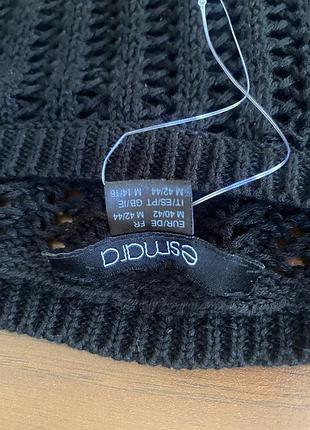 esmara
EUR/DE FR
M 40/42 M 42/44
IT/ES/PT GB/IE
M 42/44 M 14/16